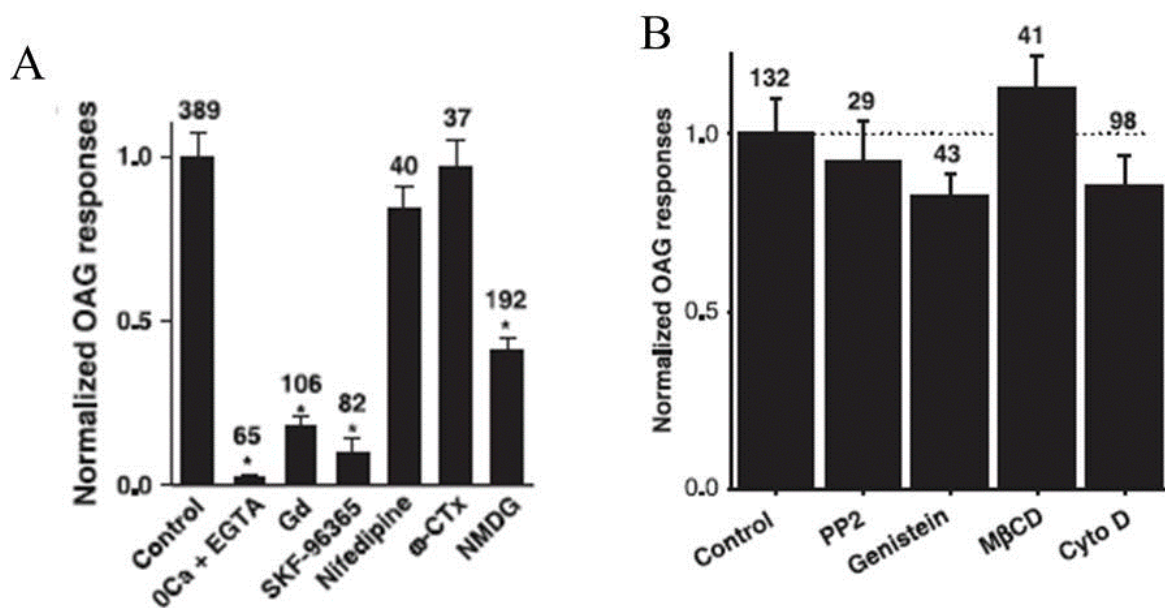 A
Normalized OAG responses
1.0
0.5
0.0
389
65
*
106
*
82
*
40
37
192
*
Control
0Ca + EGTA
Gd
SKF-96365
Nifedipine
ω-CTx
NMDG
B
Normalized OAG responses
1.0
0.5
0.0
132
29
43
41
98
Control
PP2
Genistein
MβCD
Cyto D